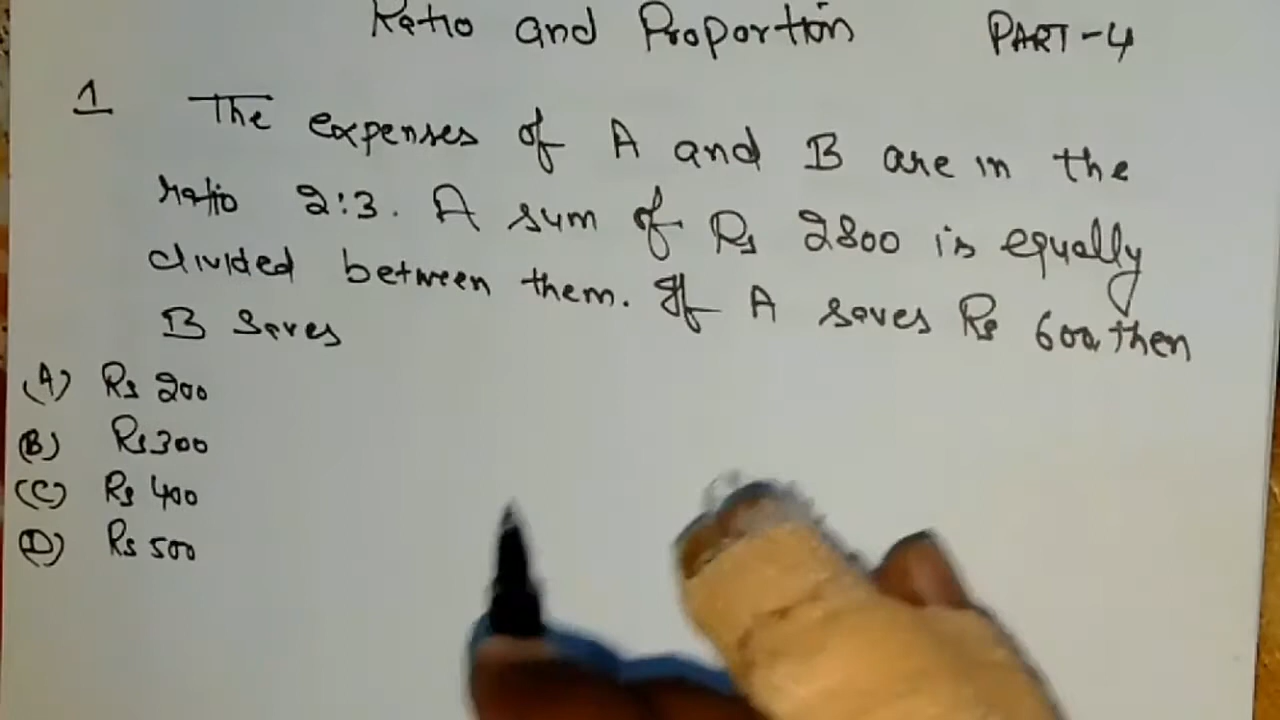 Ratio and Proportion PART-4
1 The expenses of A and B are in the
ratio 2:3. A sum of Rs 2800 is equally
divided between them. If A saves Rs 600, then
B saves
(A) Rs 200
(B) Rs 300
(C) Rs 400
(D) Rs 500